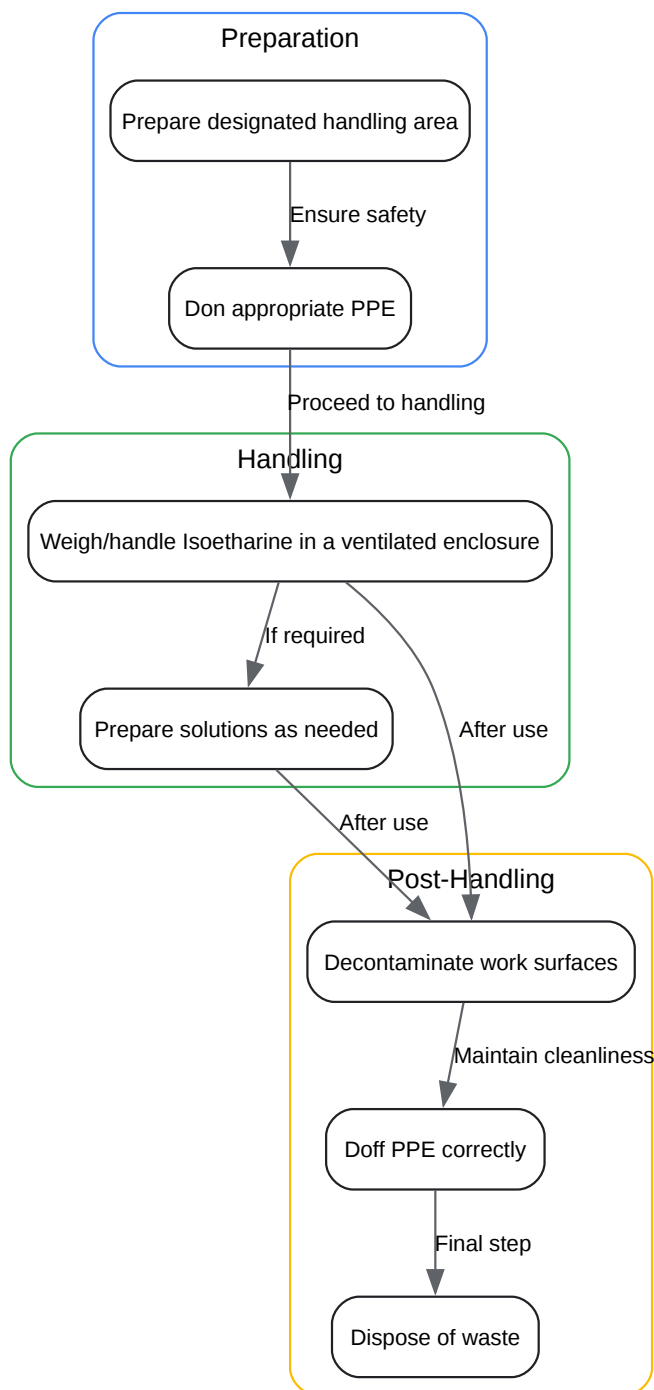 Preparation
Prepare designated handling area
Ensure safety
Don appropriate PPE
Proceed to handling
Handling
Weigh/handle Isoetharine in a ventilated enclosure
If required
Prepare solutions as needed
After use
After use
Post-Handling
Decontaminate work surfaces
Maintain cleanliness
Doff PPE correctly
Final step
Dispose of waste